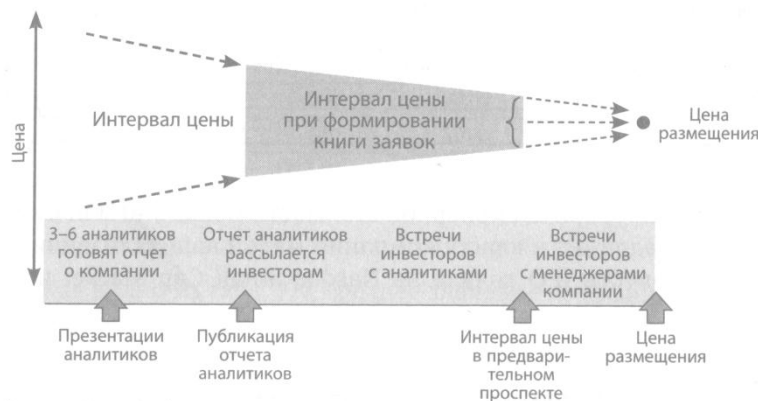 Цена
Интервал цены
Интервал цены
при формировании
книги заявок
Цена
размещения
3–6 аналитиков
готовят отчет
о компании
Отчет аналитиков
рассылается
инвесторам
Встречи
инвесторов
с аналитиками
Встречи
инвесторов
с менеджерами
компании
Презентации
аналитиков
Публикация
отчета
аналитиков
Интервал цены
в предвари-
тельном
проспекте
Цена
размещения